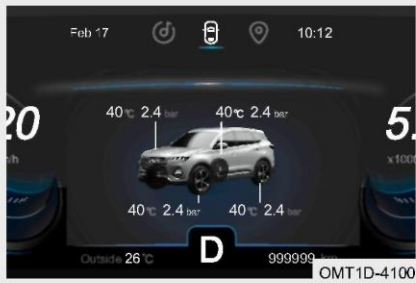 Feb 17 10:12
40℃ 2.4 bar 40℃ 2.4 bar
20 5.
x100
40℃ 2.4 bar 40℃ 2.4 bar
Outside 26℃ D 999999 km
OMT1D-4100